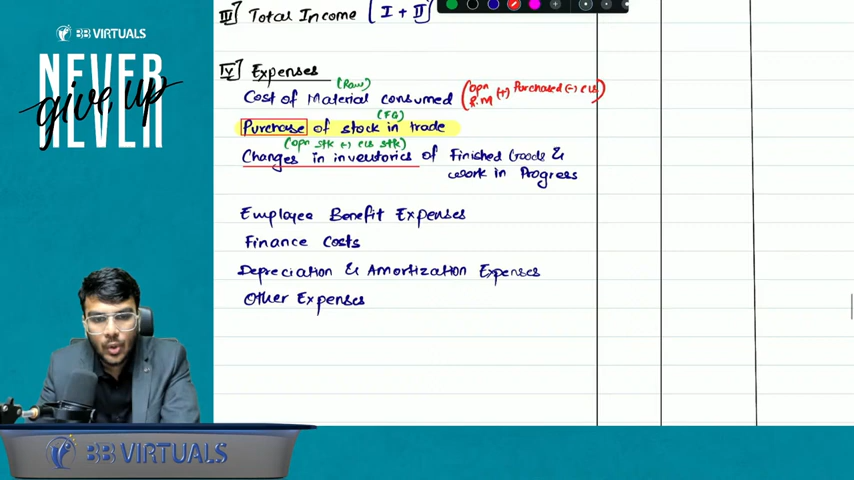 III] Total Income [I + II]
BB VIRTUALS
NEVER
give up
NEVER
IV] Expenses
(Raw)
Cost of Material consumed (opn R.M (+) Purchased (-) cls)
(FG)
Purchase of stock in trade
(opn stk (-) cls stk)
Changes in inventories of Finished Goods &
work in Progress
Employee Benefit Expenses
Finance Costs
Depreciation & Amortization Expenses
Other Expenses
BB VIRTUALS